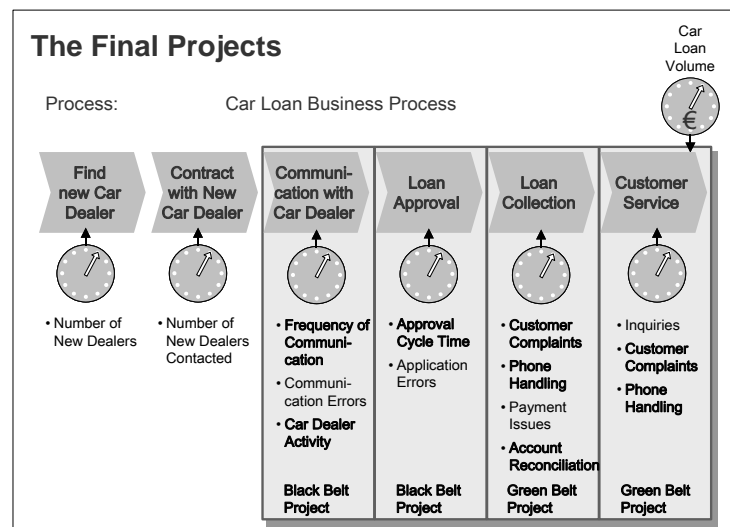 The Final Projects
Car
Loan
Volume
€
Process: Car Loan Business Process
Find
new Car
Dealer
Contract
with New
Car Dealer
Communi-
cation with
Car Dealer
Loan
Approval
Loan
Collection
Customer
Service
• Number of
New Dealers
• Number of
New Dealers
Contacted
• Frequency of
Communi-
cation
• Communi-
cation Errors
• Car Dealer
Activity
• Approval
Cycle Time
• Application
Errors
• Customer
Complaints
• Phone
Handling
• Payment
Issues
• Account
Reconciliation
• Inquiries
• Customer
Complaints
• Phone
Handling
Black Belt
Project
Black Belt
Project
Green Belt
Project
Green Belt
Project